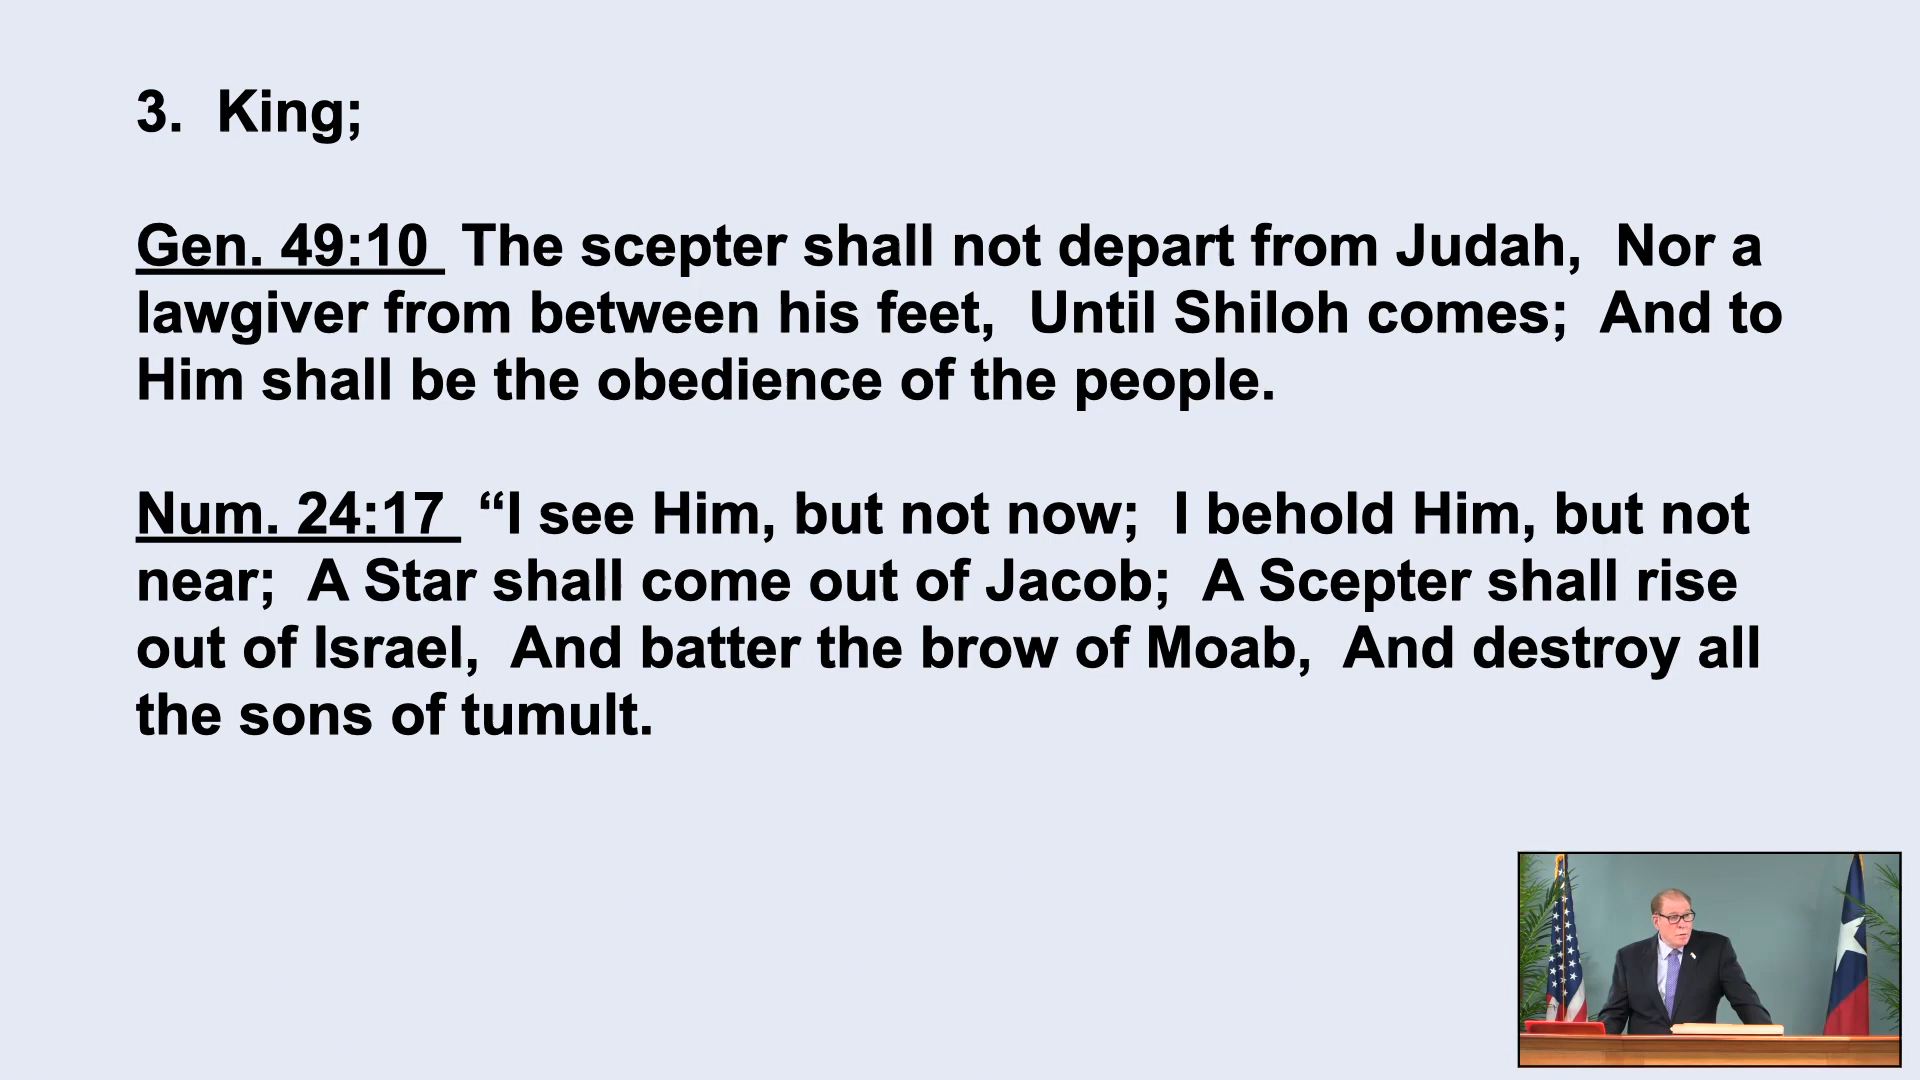 3.  King;
Gen. 49:10  The scepter shall not depart from Judah,  Nor a
lawgiver from between his feet,  Until Shiloh comes;  And to
Him shall be the obedience of the people.
Num. 24:17  “I see Him, but not now;  I behold Him, but not
near;  A Star shall come out of Jacob;  A Scepter shall rise
out of Israel,  And batter the brow of Moab,  And destroy all
the sons of tumult.